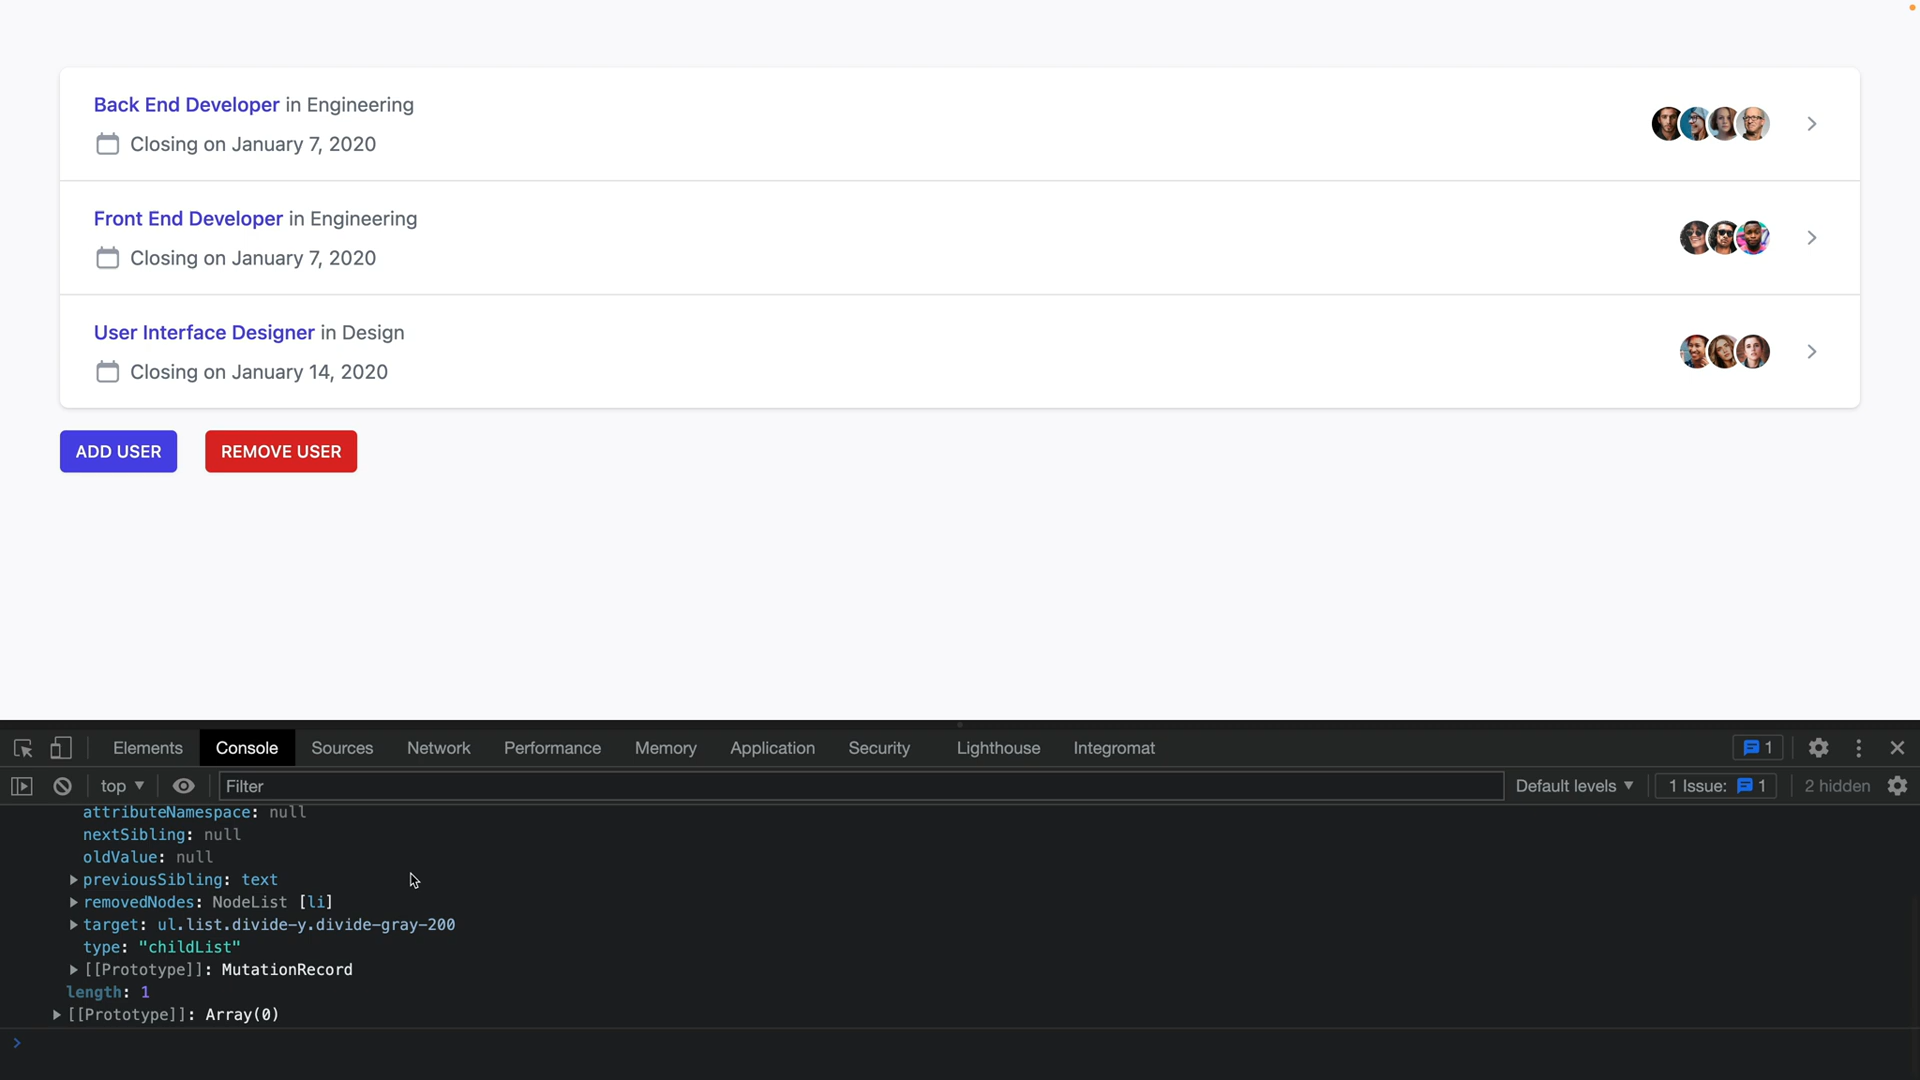 Back End Developer in Engineering
Closing on January 7, 2020
Front End Developer in Engineering
Closing on January 7, 2020
User Interface Designer in Design
Closing on January 14, 2020
ADD USER REMOVE USER
Elements Console Sources Network Performance Memory Application Security Lighthouse Integromat 1
top Filter Default levels 1 Issue: 1 2 hidden
attributeNamespace: null
nextSibling: null
oldValue: null
previousSibling: text
removedNodes: NodeList [li]
target: ul.list.divide-y.divide-gray-200
type: "childList"
[[Prototype]]: MutationRecord
length: 1
[[Prototype]]: Array(0)